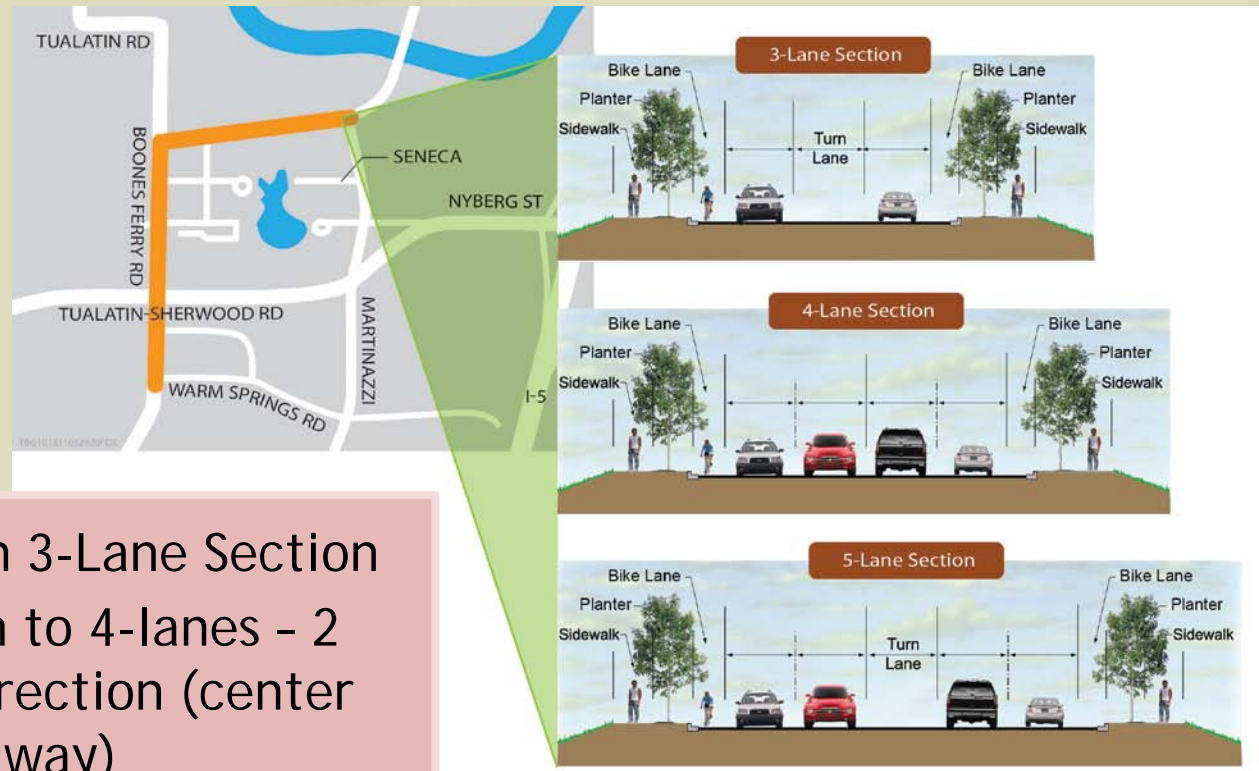 TUALATIN RD
BOONES FERRY RD
SENECA
NYBERG ST
TUALATIN-SHERWOOD RD
MARTINAZZI
WARM SPRINGS RD
I-5
3-Lane Section
Bike Lane
Bike Lane
Planter
Planter
Sidewalk
Sidewalk
Turn
Lane
4-Lane Section
Bike Lane
Bike Lane
Planter
Planter
Sidewalk
Sidewalk
5-Lane Section
Bike Lane
Bike Lane
Planter
Planter
Sidewalk
Sidewalk
Turn
Lane
3-Lane Section
to 4-lanes – 2
(center
way)